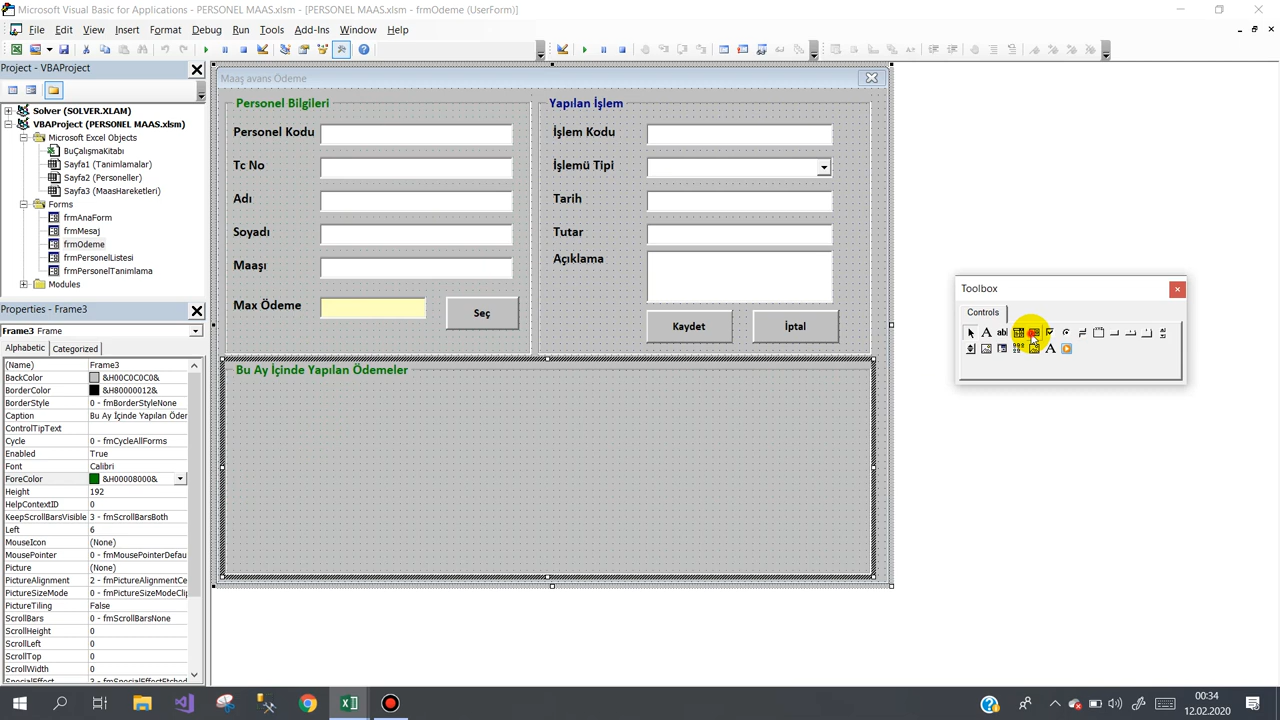 Microsoft Visual Basic for Applications - PERSONEL MAAS.xlsm - [PERSONEL MAAS.xlsm - frmOdeme (UserForm)]
File Edit View Insert Format Debug Run Tools Add-Ins Window Help
Project - VBAProject
Solver (SOLVER.XLAM)
VBAProject (PERSONEL MAAS.xlsm)
Microsoft Excel Objects
BuÇalışmaKitabı
Sayfa1 (Tanimlamalar)
Sayfa2 (Personeller)
Sayfa3 (MaasHareketleri)
Forms
frmAnaForm
frmMesaj
frmOdeme
frmPersonelListesi
frmPersonelTanimlama
Modules
Properties - Frame3
Frame3 Frame
Alphabetic Categorized
(Name) Frame3
BackColor &H00C0C0C0&
BorderColor &H80000012&
BorderStyle 0 - fmBorderStyleNone
Caption Bu Ay İçinde Yapılan Öder
ControlTipText
Cycle 0 - fmCycleAllForms
Enabled True
Font Calibri
ForeColor &H00008000&
Height 192
HelpContextID 0
KeepScrollBarsVisible 3 - fmScrollBarsBoth
Left 6
MouseIcon (None)
MousePointer 0 - fmMousePointerDefau
Picture (None)
PictureAlignment 2 - fmPictureAlignmentCe
PictureSizeMode 0 - fmPictureSizeModeClip
PictureTiling False
ScrollBars 0 - fmScrollBarsNone
ScrollHeight 0
ScrollLeft 0
ScrollTop 0
ScrollWidth 0
Maaş avans Ödeme
Personel Bilgileri
Personel Kodu
Tc No
Adı
Soyadı
Maaşı
Max Ödeme
Seç
Yapılan İşlem
İşlem Kodu
İşlemü Tipi
Tarih
Tutar
Açıklama
Kaydet İptal
Bu Ay İçinde Yapılan Ödemeler
Toolbox
Controls
00:34
12.02.2020